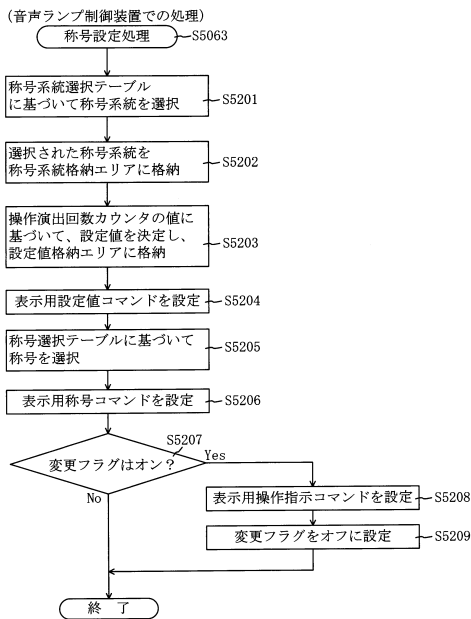 (音声ランプ制御装置での処理)
称号設定処理 S5063
称号系統選択テーブル
に基づいて称号系統を選択 S5201
選択された称号系統を
称号系統格納エリアに格納 S5202
操作演出回数カウンタの値に
基づいて、設定値を決定し、
設定値格納エリアに格納 S5203
表示用設定値コマンドを設定 S5204
称号選択テーブルに基づいて
称号を選択 S5205
表示用称号コマンドを設定 S5206
S5207
変更フラグはオン? Yes
No
表示用操作指示コマンドを設定 S5208
変更フラグをオフに設定 S5209
終 了